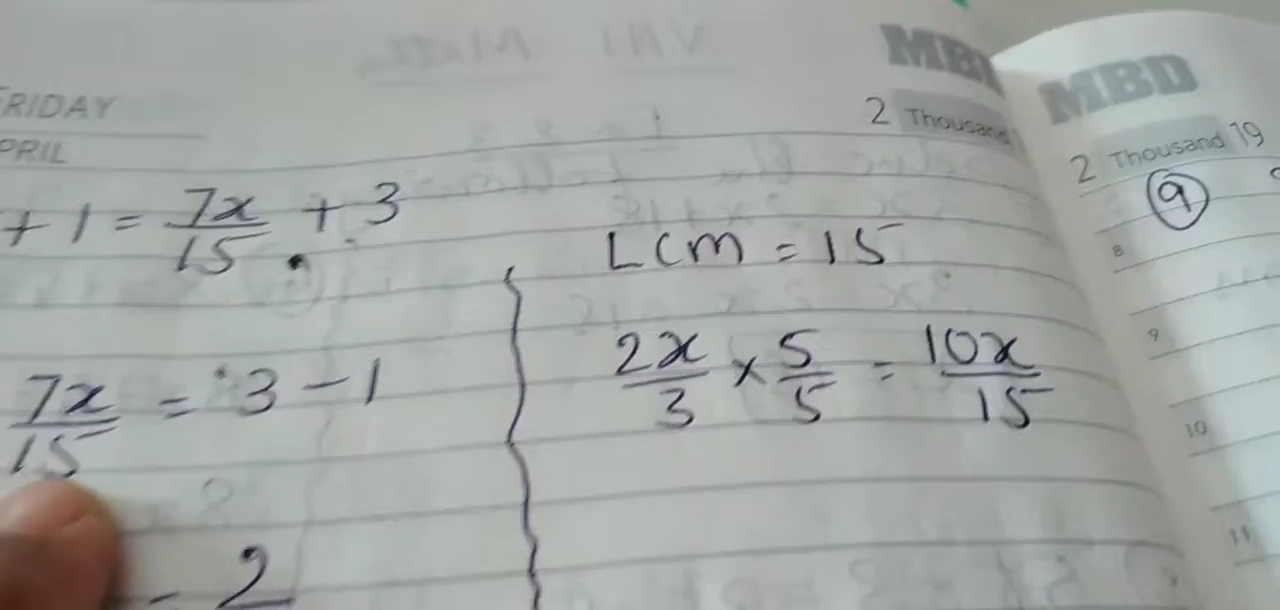 FRIDAY
PRIL
MBD
2 Thousand
+ 1 = 7x/15 + 3
7x/15 = 3 - 1
- 2
LCM = 15
2x/3 × 5/5 = 10x/15
MBD
2 Thousand 19
9
8
9
10
11